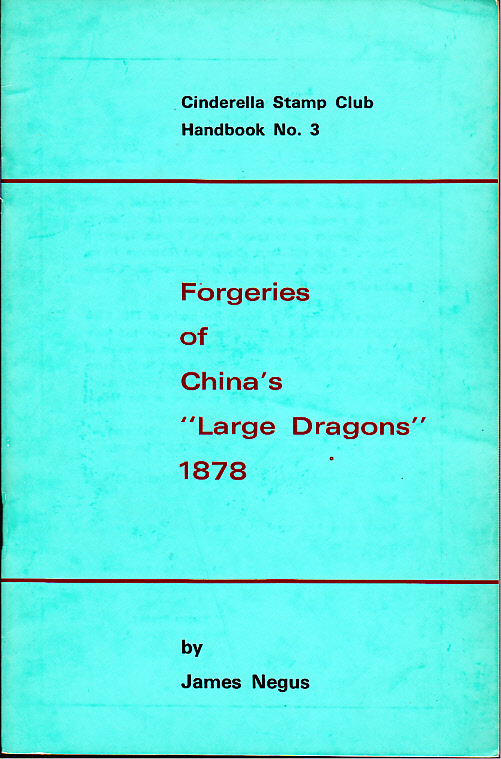 Cinderella Stamp Club
Handbook No. 3
Forgeries
of
China's
"Large Dragons"
1878
by
James Negus